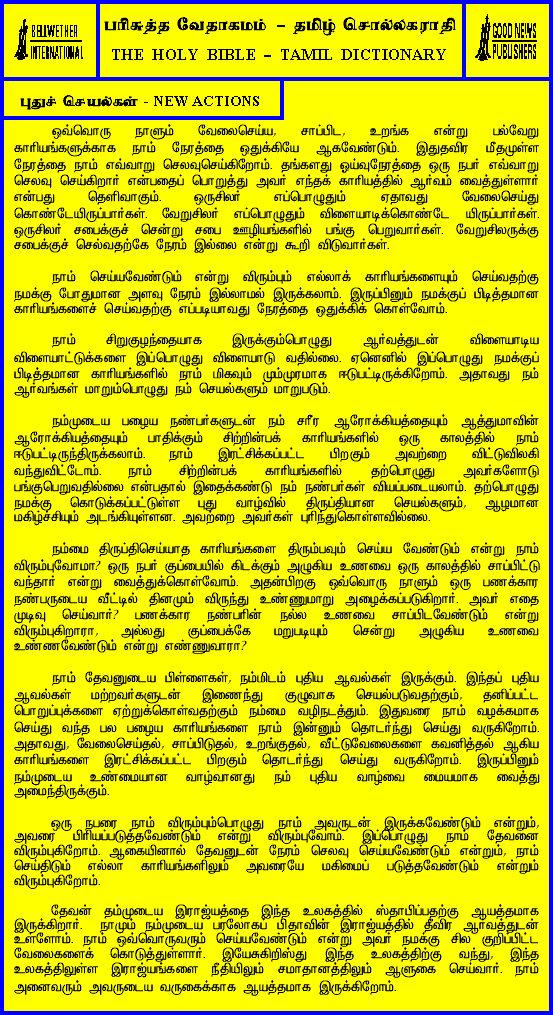 BELLWETHER
INTERNATIONAL
பரிசுத்த வேதாகமம் - தமிழ் சொல்லகராதி
THE HOLY BIBLE - TAMIL DICTIONARY
GOOD NEWS
PUBLISHERS
புதுச் செயல்கள் - NEW ACTIONS
ஒவ்வொரு நாளும் வேலைசெய்ய, சாப்பிட, உறங்க என்று பல்வேறு
காரியங்களுக்காக நாம் நேரத்தை ஒதுக்கியே ஆகவேண்டும். இதுதவிர மீதமுள்ள
நேரத்தை நாம் எவ்வாறு செலவுசெய்கிறோம். தங்களது ஓய்வுநேரத்தை ஒரு நபர் எவ்வாறு
செலவு செய்கிறார் என்பதைப் பொறுத்து அவர் எந்தக் காரியத்தில் ஆர்வம் வைத்துள்ளார்
என்பது தெளிவாகும். ஒருசிலர் எப்பொழுதும் ஏதாவது வேலைசெய்து
கொண்டேயிருப்பார்கள். வேறுசிலர் எப்பொழுதும் விளையாடிக்கொண்டே யிருப்பார்கள்.
ஒருசிலர் சபைக்குச் சென்று சபை ஊழியங்களில் பங்கு பெறுவார்கள். வேறுசிலருக்கு
சபைக்குச் செல்வதற்கே நேரம் இல்லை என்று கூறி விடுவார்கள்.
நாம் செய்யவேண்டும் என்று விரும்பும் எல்லாக் காரியங்களையும் செய்வதற்கு
நமக்கு போதுமான அளவு நேரம் இல்லாமல் இருக்கலாம். இருப்பினும் நமக்குப் பிடித்தமான
காரியங்களைச் செய்வதற்கு எப்படியாவது நேரத்தை ஒதுக்கிக் கொள்வோம்.
நாம் சிறுகுழந்தையாக இருக்கும்பொழுது ஆர்வத்துடன் விளையாடிய
விளையாட்டுக்களை இப்பொழுது விளையாடு வதில்லை. ஏனெனில் இப்பொழுது நமக்குப்
பிடித்தமான காரியங்களில் நாம் மிகவும் மும்முரமாக ஈடுபட்டிருக்கிறோம். அதாவது நம்
ஆர்வங்கள் மாறும்பொழுது நம் செயல்களும் மாறுபடும்.
நம்முடைய பழைய நண்பர்களுடன் நம் சரீர ஆரோக்கியத்தையும் ஆத்துமாவின்
ஆரோக்கியத்தையும் பாதிக்கும் சிற்றின்பக் காரியங்களில் ஒரு காலத்தில் நாம்
ஈடுபட்டிருந்திருக்கலாம். நாம் இரட்சிக்கப்பட்ட பிறகும் அவற்றை விட்டுவிலகி
வந்துவிட்டோம். நாம் சிற்றின்பக் காரியங்களில் தற்பொழுது அவர்களோடு
பங்குபெறுவதில்லை என்பதால் இதைக்கண்டு நம் நண்பர்கள் வியப்படையலாம். தற்பொழுது
நமக்கு கொடுக்கப்பட்டுள்ள புது வாழ்வில் திருப்தியான செயல்களும், ஆழமான
மகிழ்ச்சியும் அடங்கியுள்ளன. அவற்றை அவர்கள் புரிந்துகொள்ளவில்லை.
நம்மை திருப்திசெய்யாத காரியங்களை திரும்பவும் செய்ய வேண்டும் என்று நாம்
விரும்புவோமா? ஒரு நபர் குப்பையில் கிடக்கும் அழுகிய உணவை ஒரு காலத்தில் சாப்பிட்டு
வந்தார் என்று வைத்துக்கொள்வோம். அதன்பிறகு ஒவ்வொரு நாளும் ஒரு பணக்கார
நண்பருடைய வீட்டில் தினமும் விருந்து உண்ணுமாறு அழைக்கப்படுகிறார். அவர் எதை
முடிவு செய்வார்? பணக்கார நண்பரின் நல்ல உணவை சாப்பிடவேண்டும் என்று
விரும்புகிறாரா, அல்லது குப்பைக்கே மறுபடியும் சென்று அழுகிய உணவை
உண்ணவேண்டும் என்று எண்ணுவாரா?
நாம் தேவனுடைய பிள்ளைகள், நம்மிடம் புதிய ஆவல்கள் இருக்கும். இந்தப் புதிய
ஆவல்கள் மற்றவர்களுடன் இணைந்து குழுவாக செயல்படுவதற்கும், தனிப்பட்ட
பொறுப்புக்களை ஏற்றுக்கொள்வதற்கும் நம்மை வழிநடத்தும். இதுவரை நாம் வழக்கமாக
செய்து வந்த பல பழைய காரியங்களை நாம் இன்னும் தொடர்ந்து செய்து வருகிறோம்.
அதாவது, வேலைசெய்தல், சாப்பிடுதல், உறங்குதல், வீட்டுவேலைகளை கவனித்தல் ஆகிய
காரியங்களை இரட்சிக்கப்பட்ட பிறகும் தொடர்ந்து செய்து வருகிறோம். இருப்பினும்
நம்முடைய உண்மையான வாழ்வானது நம் புதிய வாழ்வை மையமாக வைத்து
அமைந்திருக்கும்.
ஒரு நபரை நாம் விரும்பும்பொழுது நாம் அவருடன் இருக்கவேண்டும் என்றும்,
அவரை பிரியப்படுத்தவேண்டும் என்று விரும்புவோம். இப்பொழுது நாம் தேவனை
விரும்புகிறோம். ஆகையினால் தேவனுடன் நேரம் செலவு செய்யவேண்டும் என்றும், நாம்
செய்திடும் எல்லா காரியங்களிலும் அவரையே மகிமைப் படுத்தவேண்டும் என்றும்
விரும்புகிறோம்.
தேவன் தம்முடைய இராஜ்யத்தை இந்த உலகத்தில் ஸ்தாபிப்பதற்கு ஆயத்தமாக
இருக்கிறார். நாமும் நம்முடைய பரலோகப் பிதாவின் இராஜ்யத்தில் தீவிர ஆர்வத்துடன்
உள்ளோம். நாம் ஒவ்வொருவரும் செய்யவேண்டும் என்று அவர் நமக்கு சில குறிப்பிட்ட
வேலைகளைக் கொடுத்துள்ளார். இயேசுகிறிஸ்து இந்த உலகத்திற்கு வந்து, இந்த
உலகத்திலுள்ள இராஜ்யங்களை நீதியிலும் சமாதானத்திலும் ஆளுகை செய்வார். நாம்
அனைவரும் அவருடைய வருகைக்காக ஆயத்தமாக இருக்கிறோம்.